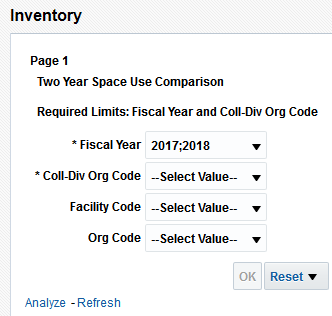 Inventory
Page 1
Two Year Space Use Comparison
Required Limits: Fiscal Year and Coll-Div Org Code
* Fiscal Year 2017;2018
* Coll-Div Org Code --Select Value--
Facility Code --Select Value--
Org Code --Select Value--
OK Reset
Analyze - Refresh